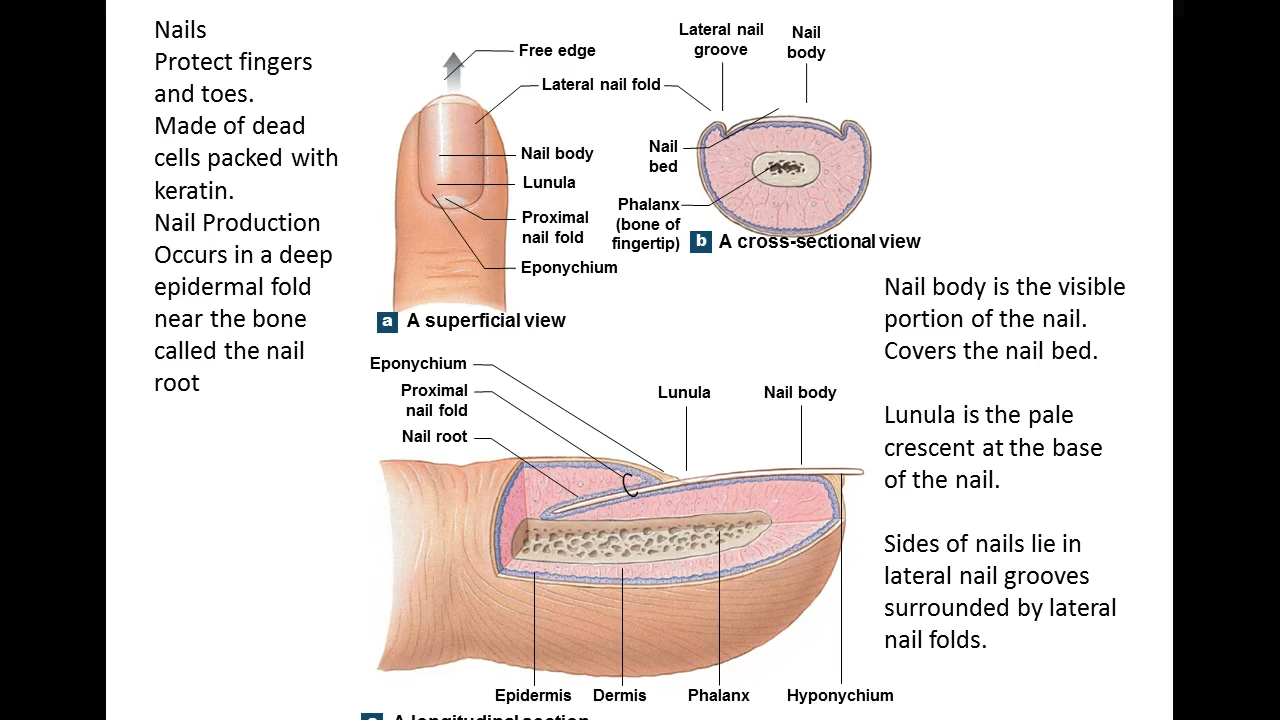 Nails
Protect fingers
and toes.
Made of dead
cells packed with
keratin.
Nail Production
Occurs in a deep
epidermal fold
near the bone
called the nail
root
Free edge
Lateral nail fold
Nail body
Lunula
Proximal
nail fold
Eponychium
a A superficial view
Lateral nail
groove
Nail
body
Nail
bed
Phalanx
(bone of
fingertip)
b A cross-sectional view
Eponychium
Proximal
nail fold
Nail root
Lunula
Nail body
Epidermis
Dermis
Phalanx
Hyponychium
c A longitudinal section
Nail body is the visible
portion of the nail.
Covers the nail bed.
Lunula is the pale
crescent at the base
of the nail.
Sides of nails lie in
lateral nail grooves
surrounded by lateral
nail folds.